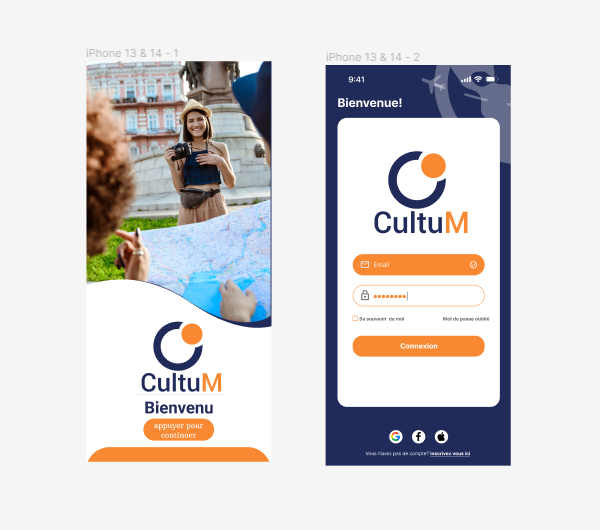 iPhone 13 & 14 - 1
CultuM
Bienvenu
appuyer pour
continuer
iPhone 13 & 14 - 2
9:41
Bienvenue!
CultuM
Email
Se souvenir de moi
Mot de passe oublié
Connexion
Vous n'avez pas de compte? inscrivez vous ici